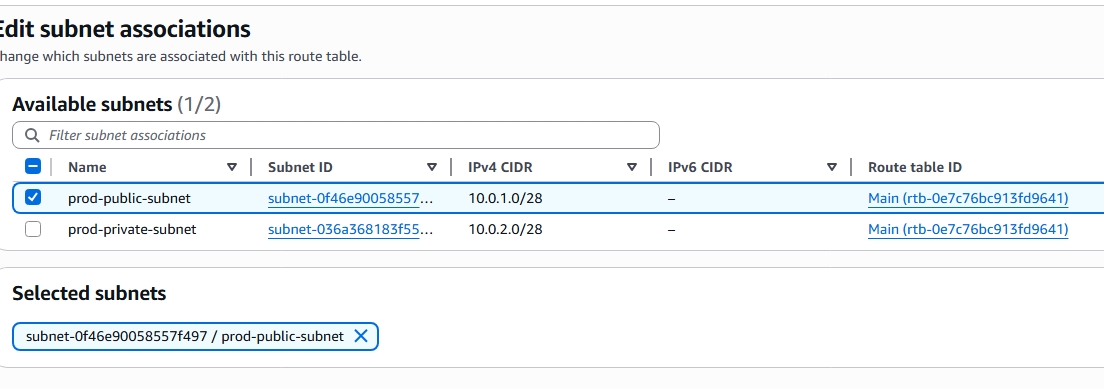 Edit subnet associations
hange which subnets are associated with this route table.
Available subnets (1/2)
Filter subnet associations
Name Subnet ID IPv4 CIDR IPv6 CIDR Route table ID
prod-public-subnet subnet-0f46e90058557... 10.0.1.0/28 – Main (rtb-0e7c76bc913fd9641)
prod-private-subnet subnet-036a368183f55... 10.0.2.0/28 – Main (rtb-0e7c76bc913fd9641)
Selected subnets
subnet-0f46e90058557f497 / prod-public-subnet